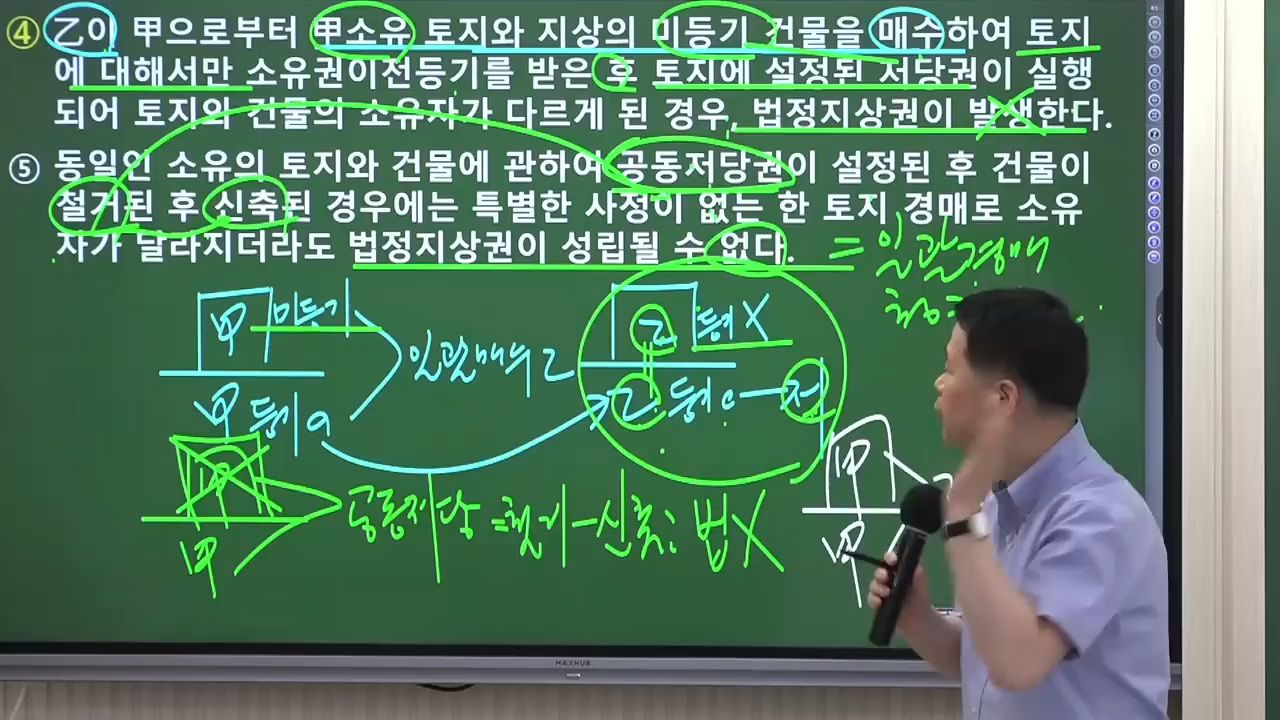 ④ 乙이 甲으로부터 甲소유 토지와 지상의 미등기 건물을 매수하여 토지
에 대해서만 소유권이전등기를 받은 후 토지에 설정된 저당권이 실행
되어 토지와 건물의 소유자가 다르게 된 경우, 법정지상권이 발생한다.
⑤ 동일인 소유의 토지와 건물에 관하여 공동저당권이 설정된 후 건물이
철거된 후 신축된 경우에는 특별한 사정이 없는 한 토지 경매로 소유
자가 달라지더라도 법정지상권이 성립될 수 없다.
= 일괄경매
甲 미등기
일괄매수 乙
乙 등기 X
甲 등기 O
乙 등기 O 저
甲
甲
공동저당 = 철거 - 신축: 법 X
甲
甲
MAXHUB